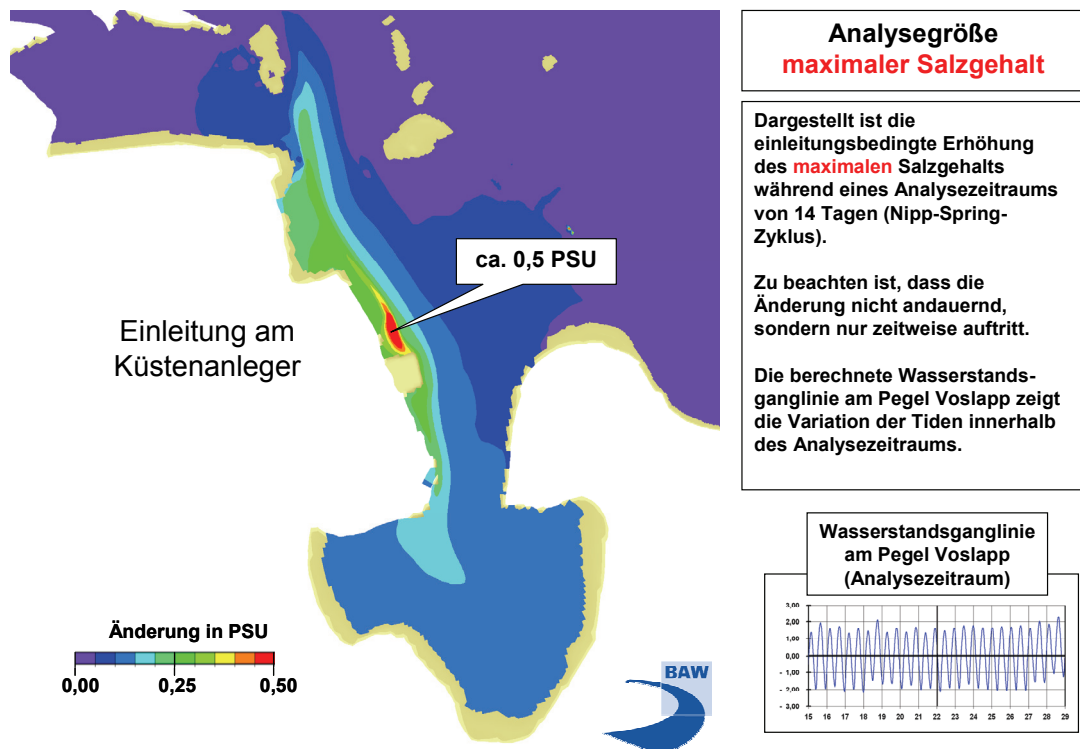 Analysegröße
maximaler Salzgehalt
Dargestellt ist die
einleitungsbedingte Erhöhung
des maximalen Salzgehalts
während eines Analysezeitraums
von 14 Tagen (Nipp-Spring-
Zyklus).
Zu beachten ist, dass die
Änderung nicht andauernd,
sondern nur zeitweise auftritt.
Die berechnete Wasserstands-
ganglinie am Pegel Voslapp zeigt
die Variation der Tiden innerhalb
des Analysezeitraums.
ca. 0,5 PSU
Einleitung am
Küstenanleger
Änderung in PSU
0,00 0,25 0,50
BAW
Wasserstandsganglinie
am Pegel Voslapp
(Analysezeitraum)
3,00
2,00
1,00
0,00
- 1,00
- 2,00
- 3,00
15 16 17 18 19 20 21 22 23 24 25 26 27 28 29